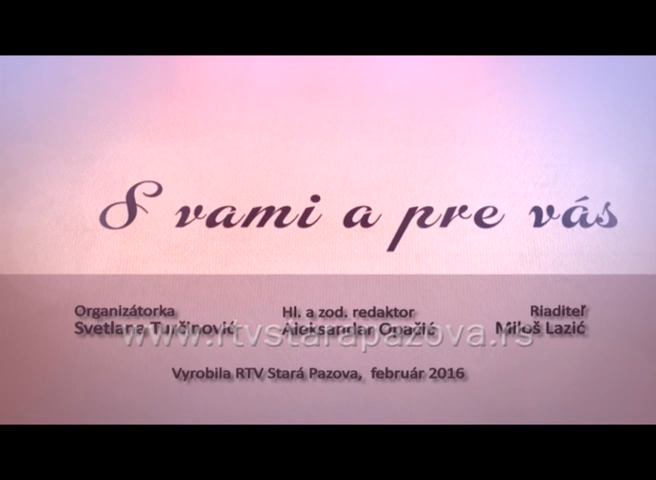 S vami a pre vás
Organizátorka
Svetlana Turčinović
Hl. a zod. redaktor
Aleksandar Opačić
Riaditeľ
Miloš Lazić
www.rtvstarapazova.rs
Vyrobila RTV Stará Pazova, február 2016